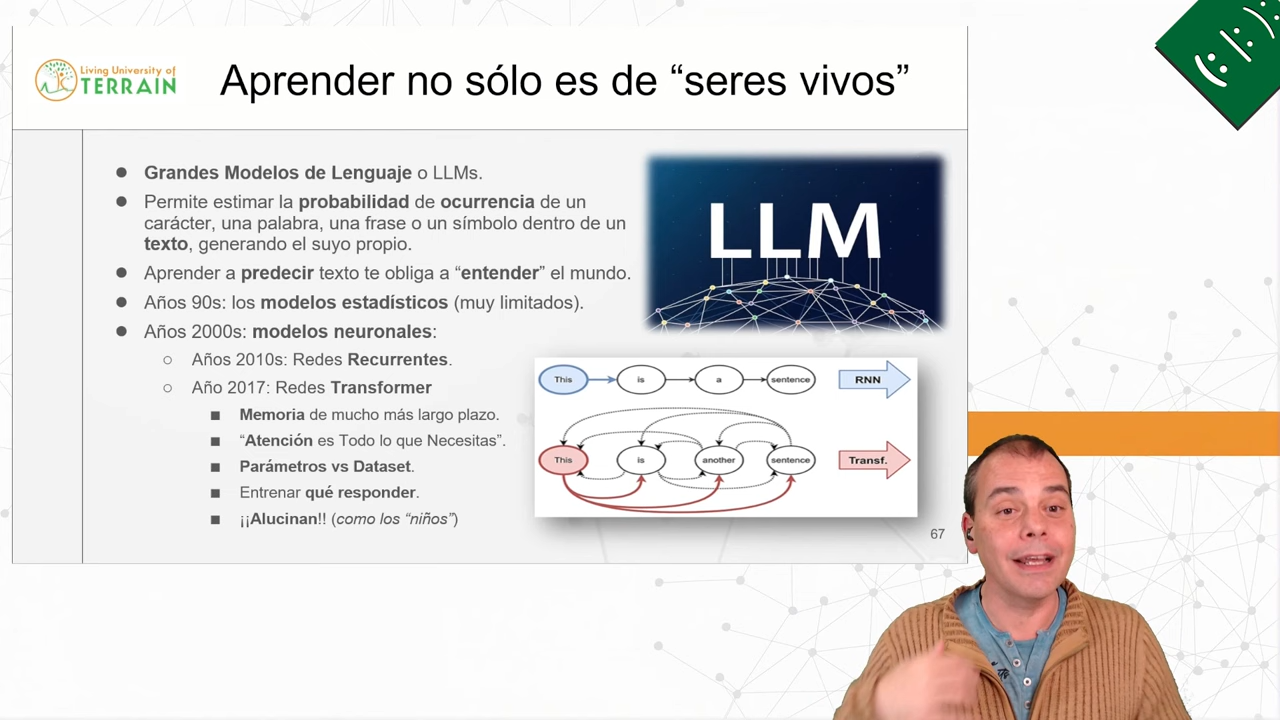 Living University of
TERRAIN
Aprender no sólo es de “seres vivos”
● Grandes Modelos de Lenguaje o LLMs.
● Permite estimar la probabilidad de ocurrencia de un
carácter, una palabra, una frase o un símbolo dentro de un
texto, generando el suyo propio.
● Aprender a predecir texto te obliga a “entender” el mundo.
● Años 90s: los modelos estadísticos (muy limitados).
● Años 2000s: modelos neuronales:
○ Años 2010s: Redes Recurrentes.
○ Año 2017: Redes Transformer
■ Memoria de mucho más largo plazo.
■ “Atención es Todo lo que Necesitas”.
■ Parámetros vs Dataset.
■ Entrenar qué responder.
■ ¡¡Alucinan!! (como los “niños”)
LLM
This is a sentence RNN
This is another sentence Transf.
67